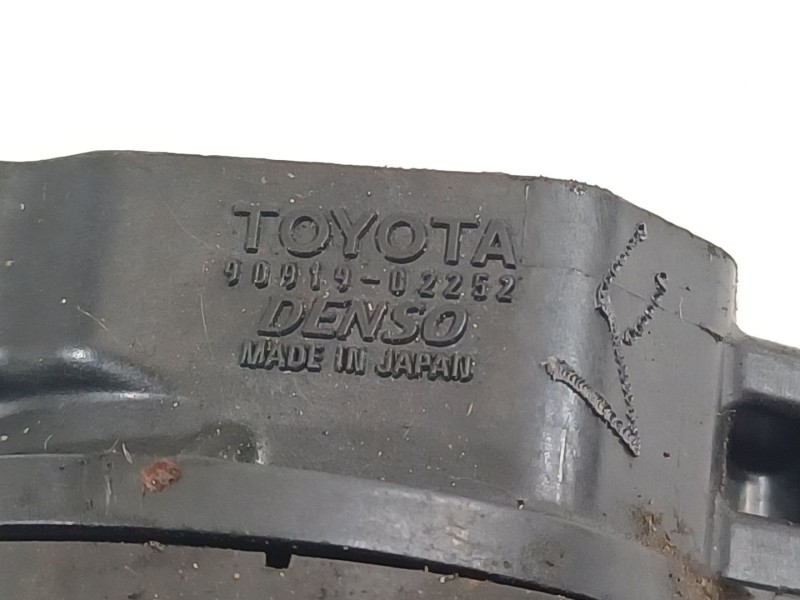 TOYOTA
90919-02252
DENSO
MADE IN JAPAN